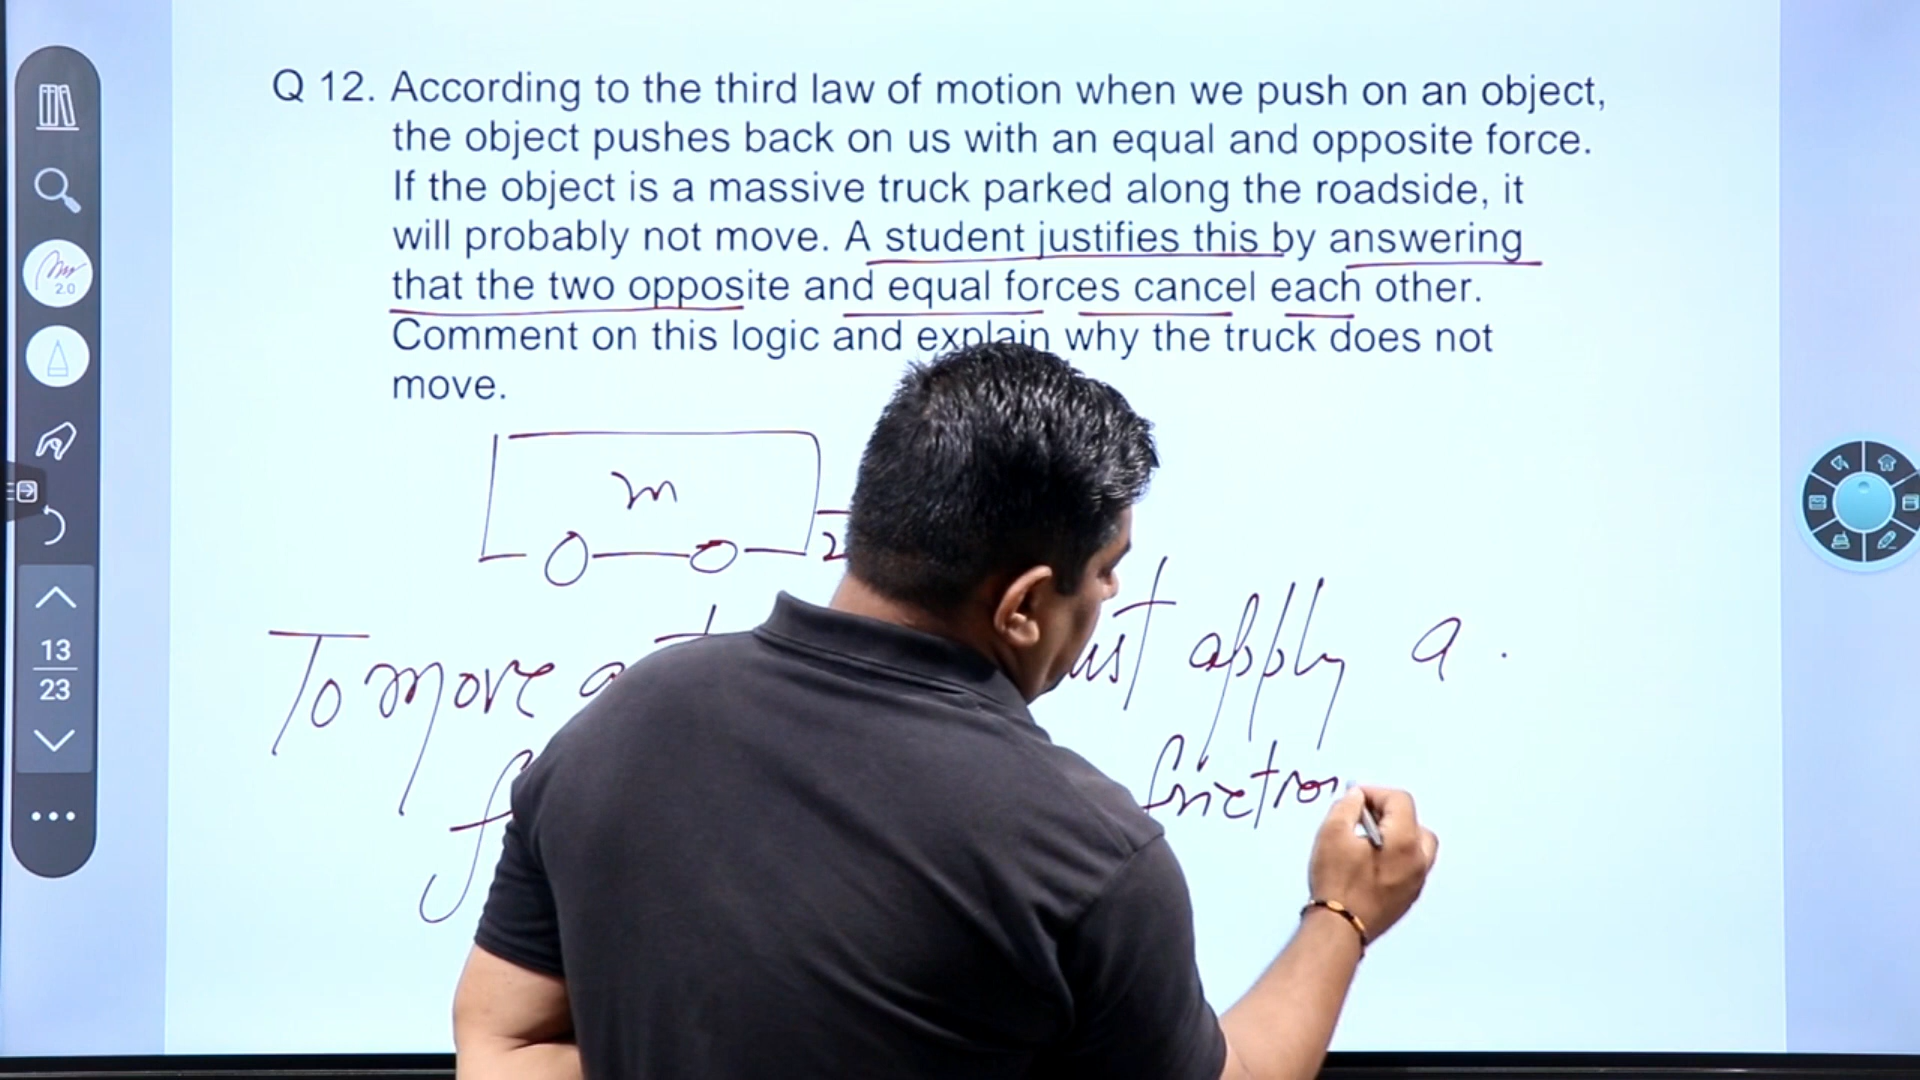 Q 12. According to the third law of motion when we push on an object,
the object pushes back on us with an equal and opposite force.
If the object is a massive truck parked along the roadside, it
will probably not move. A student justifies this by answering
that the two opposite and equal forces cancel each other.
Comment on this logic and explain why the truck does not
move.
m
2
To move a apply a
friction
2.0
13
23